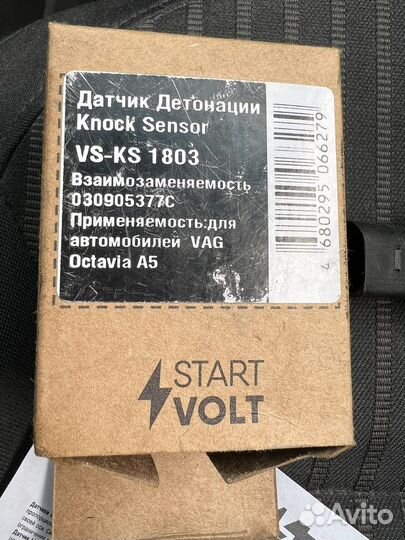 Датчик Детонации
Knock Sensor
VS-KS 1803
Взаимозаменяемость
030905377C
Применяемость:для
автомобилей VAG
Octavia A5
4 680295 066279
START
VOLT
Avito